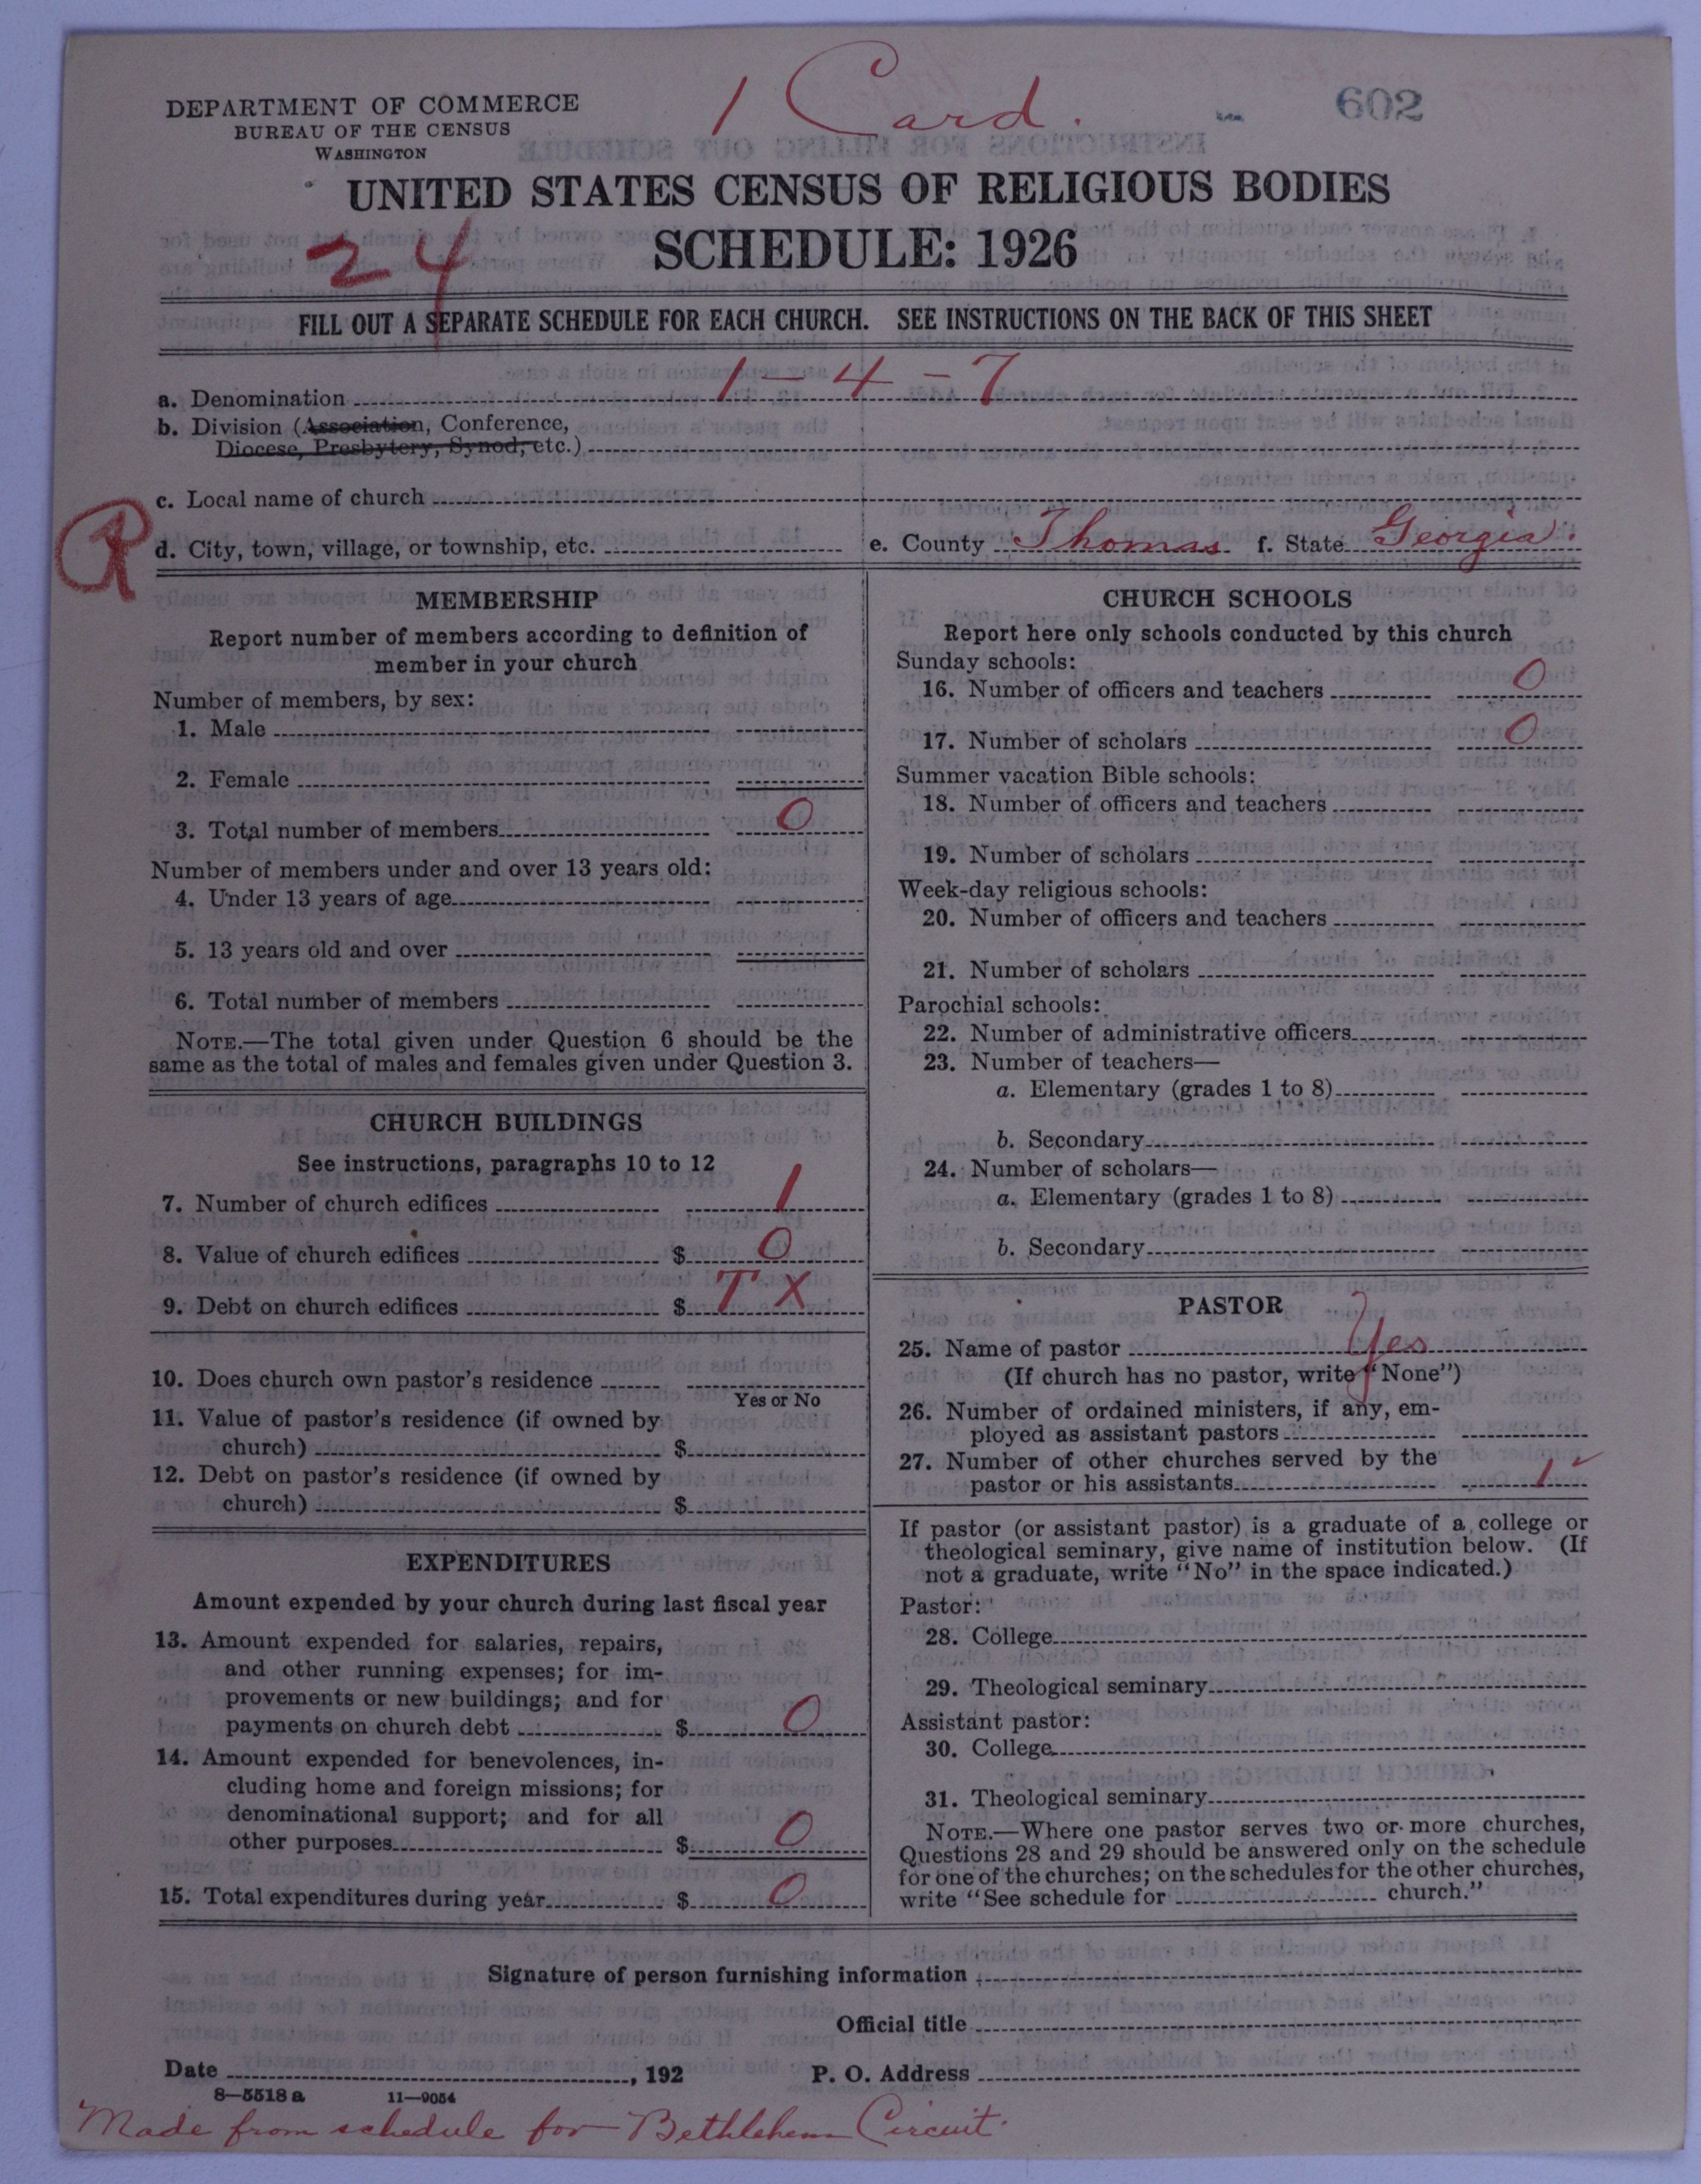 1 Card.
602
DEPARTMENT OF COMMERCE
BUREAU OF THE CENSUS
WASHINGTON
UNITED STATES CENSUS OF RELIGIOUS BODIES
24
SCHEDULE: 1926
FILL OUT A SEPARATE SCHEDULE FOR EACH CHURCH. SEE INSTRUCTIONS ON THE BACK OF THIS SHEET
a. Denomination 1-4-7
b. Division (Association, Conference,
Diocese, Presbytery, Synod, etc.)
c. Local name of church
R
d. City, town, village, or township, etc. e. County Thomas f. State Georgia.
MEMBERSHIP
Report number of members according to definition of
member in your church
Number of members, by sex:
1. Male
2. Female
3. Total number of members 0
Number of members under and over 13 years old:
4. Under 13 years of age
5. 13 years old and over
6. Total number of members
NOTE.—The total given under Question 6 should be the
same as the total of males and females given under Question 3.
CHURCH BUILDINGS
See instructions, paragraphs 10 to 12
7. Number of church edifices 1
8. Value of church edifices $ 0
9. Debt on church edifices $ T X
10. Does church own pastor's residence
Yes or No
11. Value of pastor's residence (if owned by
church) $
12. Debt on pastor's residence (if owned by
church) $
EXPENDITURES
Amount expended by your church during last fiscal year
13. Amount expended for salaries, repairs,
and other running expenses; for im-
provements or new buildings; and for
payments on church debt $ 0
14. Amount expended for benevolences, in-
cluding home and foreign missions; for
denominational support; and for all
other purposes $ 0
15. Total expenditures during year $ 0
CHURCH SCHOOLS
Report here only schools conducted by this church
Sunday schools:
16. Number of officers and teachers 0
17. Number of scholars 0
Summer vacation Bible schools:
18. Number of officers and teachers
19. Number of scholars
Week-day religious schools:
20. Number of officers and teachers
21. Number of scholars
Parochial schools:
22. Number of administrative officers
23. Number of teachers—
a. Elementary (grades 1 to 8)
b. Secondary
24. Number of scholars—
a. Elementary (grades 1 to 8)
b. Secondary
PASTOR
25. Name of pastor Yes
(If church has no pastor, write "None")
26. Number of ordained ministers, if any, em-
ployed as assistant pastors
27. Number of other churches served by the
pastor or his assistants 1
If pastor (or assistant pastor) is a graduate of a college or
theological seminary, give name of institution below. (If
not a graduate, write "No" in the space indicated.)
Pastor:
28. College
29. Theological seminary
Assistant pastor:
30. College
31. Theological seminary
NOTE.—Where one pastor serves two or more churches,
Questions 28 and 29 should be answered only on the schedule
for one of the churches; on the schedules for the other churches,
write "See schedule for church."
Signature of person furnishing information
Official title
Date , 192 P. O. Address
8—5518 a 11—9054
Made from schedule for Bethlehem Circuit.